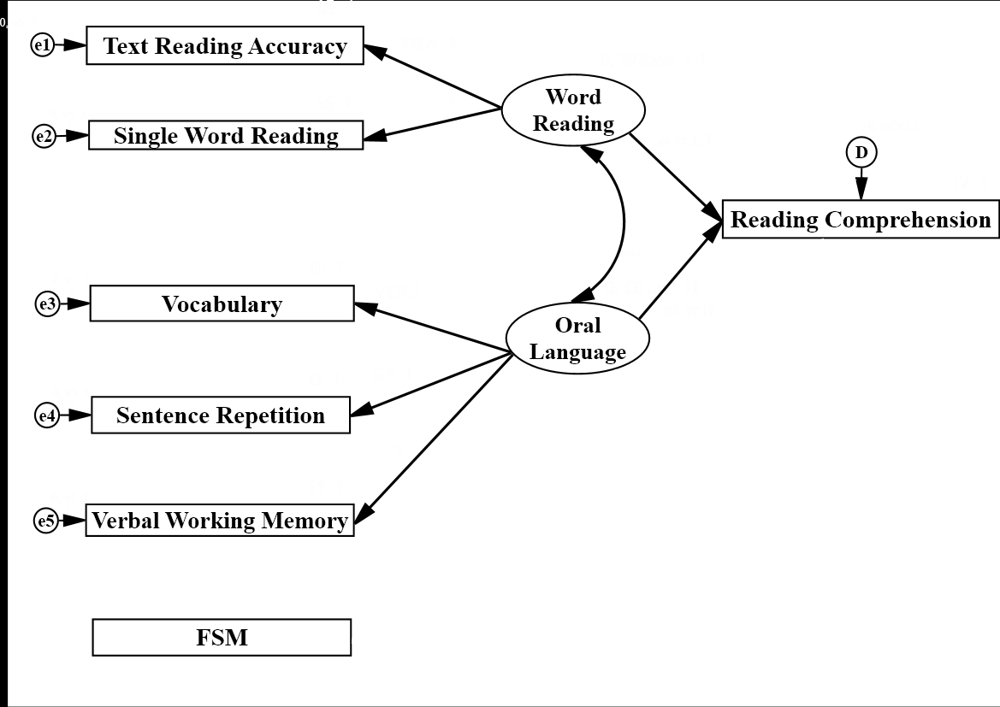 0,
e1
Text Reading Accuracy
Word
Reading
e2
Single Word Reading
D
Reading Comprehension
e3
Vocabulary
Oral
Language
e4
Sentence Repetition
e5
Verbal Working Memory
FSM